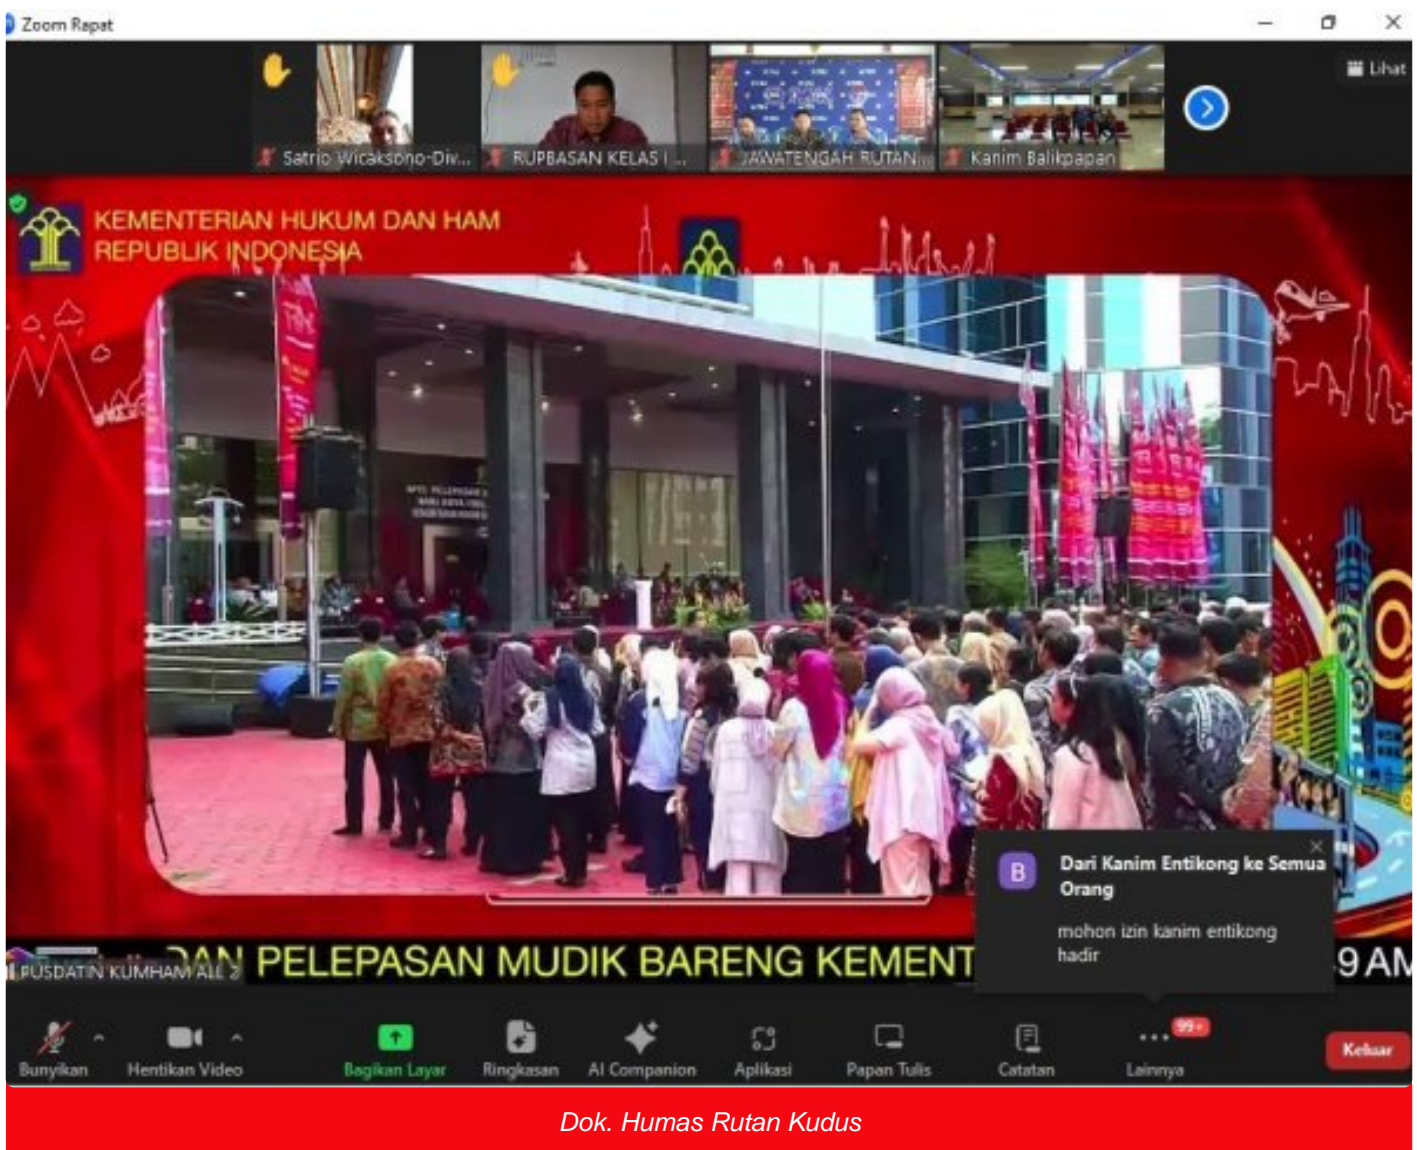 Zoom Rapat
Lihat
Satrio Wicaksono-Div...
RUPBASAN KELAS I ...
JAWATENGAH RUTAN...
Kanim Balikpapan
KEMENTERIAN HUKUM DAN HAM
REPUBLIK INDONESIA
B
Dari Kanim Entikong ke Semua
Orang
mohon izin kanim entikong
hadir
DAN PELEPASAN MUDIK BARENG KEMENT
9 AM
PUSDATIN KUMHAM ALL 2
Bunyikan
Hentikan Video
Bagikan Layar
Ringkasan
AI Companion
Aplikasi
Papan Tulis
Catatan
99+
Lainnya
Keluar
Dok. Humas Rutan Kudus